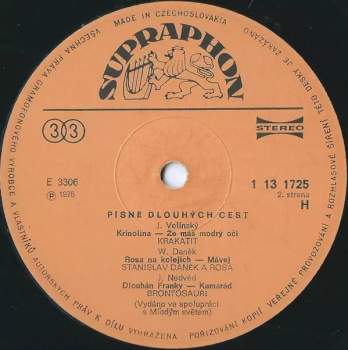 MADE IN CZECHOSLOVAKIA
VŠECHNA PRÁVA GRAMOFONOVÉHO VÝROBCE A VLASTNÍKŮ AUTORSKÝCH PRÁV K DÍLU VYHRAŽENA
POŘIZOVÁNÍ KOPIÍ, VEŘEJNÉ PROVOZOVÁNÍ A ROZHLASOVÉ ŠÍŘENÍ TÉTO DESKY JE ZAKÁZÁNO
SUPRAPHON
33
STEREO
E 3306
Ⓟ 1975
1 13 1725
2. strana
H
PÍSNĚ DLOUHÝCH CEST
J. Velinský
Krinolína — Že máš modrý oči
KRAKATIT
W. Daněk
Rosa na kolejích — Mávej
STANISLAV DANĚK A ROSA
J. Nedvěd
Dlouhán Franky — Kamarád
BRONTOSAUŘI
(Vydáno ve spolupráci
s Mladým světem)